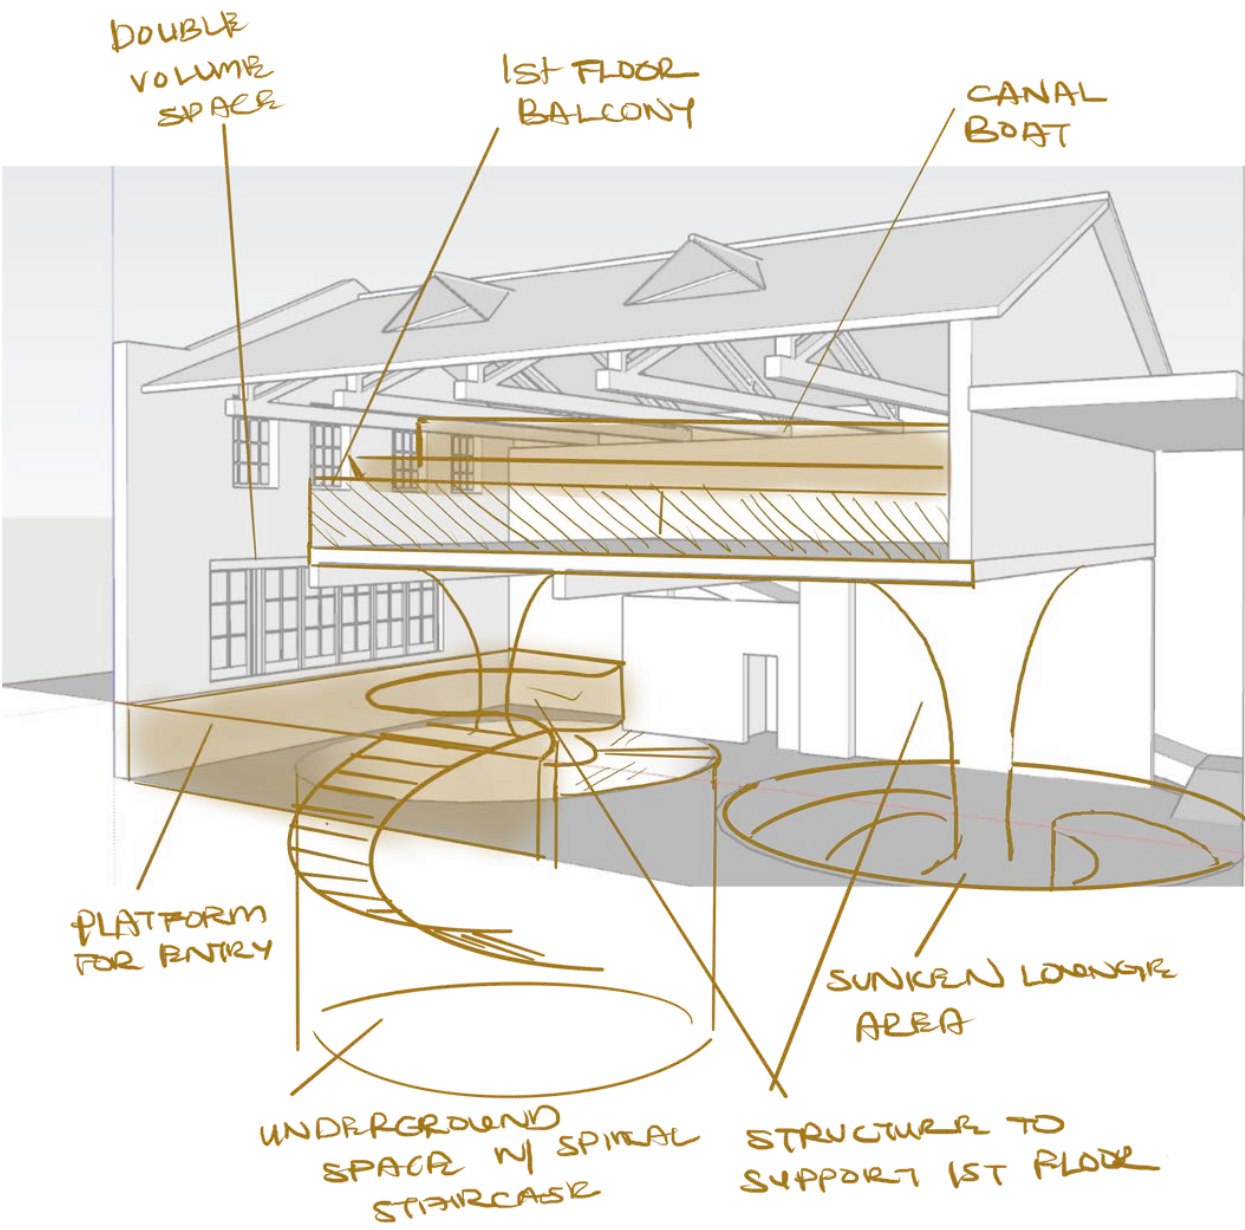 DOUBLE
VOLUME
SPACE
1st FLOOR
BALCONY
CANAL
BOAT
PLATFORM
FOR ENTRY
SUNKEN LOUNGE
AREA
UNDERGROUND
SPACE W/ SPIRAL
STAIRCASE
STRUCTURE TO
SUPPORT 1ST FLOOR